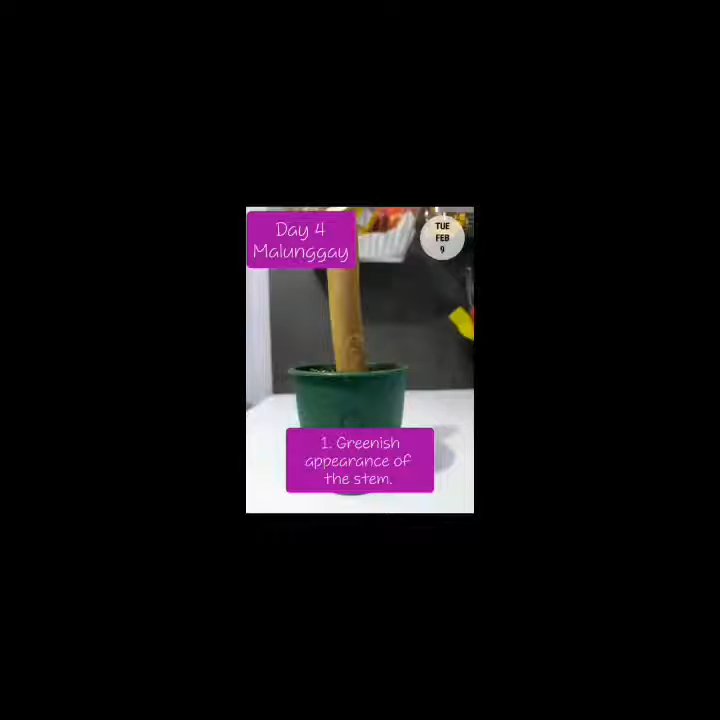 Day 4
Malunggay
TUE
FEB
9
1. Greenish
appearance of
the stem.